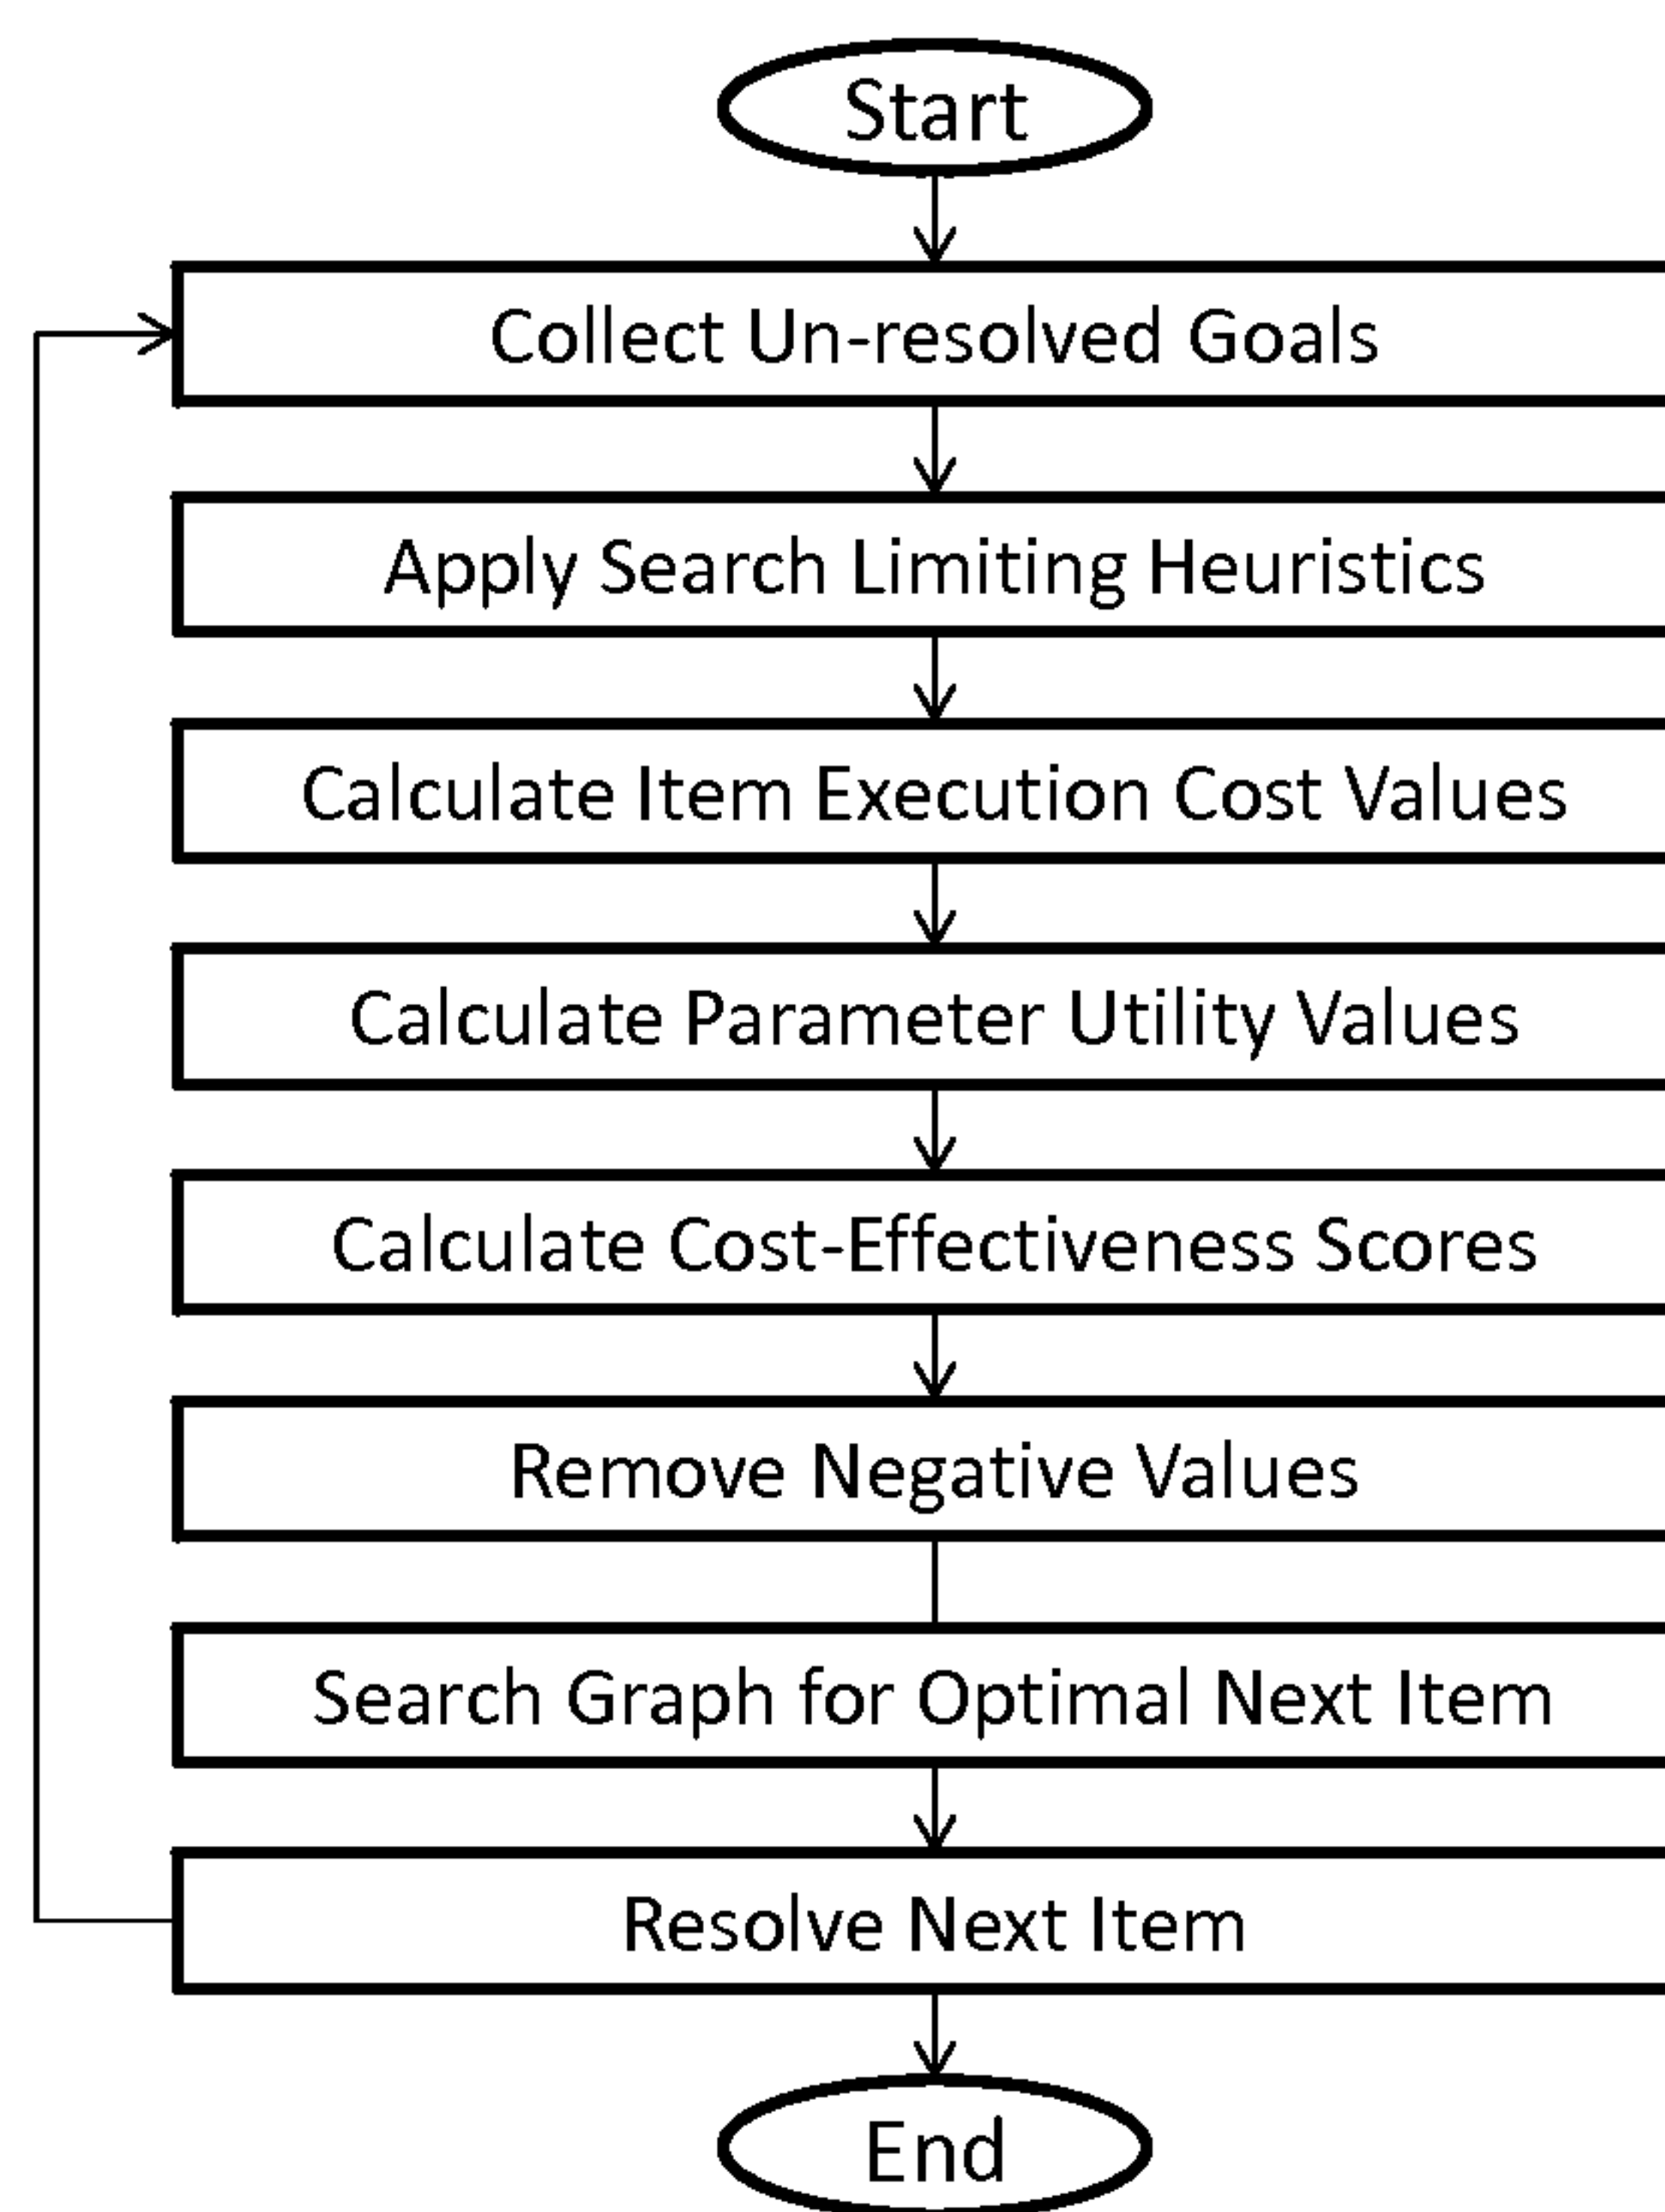 Start
Collect Un-resolved Goals
Apply Search Limiting Heuristics
Calculate Item Execution Cost Values
Calculate Parameter Utility Values
Calculate Cost-Effectiveness Scores
Remove Negative Values
Search Graph for Optimal Next Item
Resolve Next Item
End